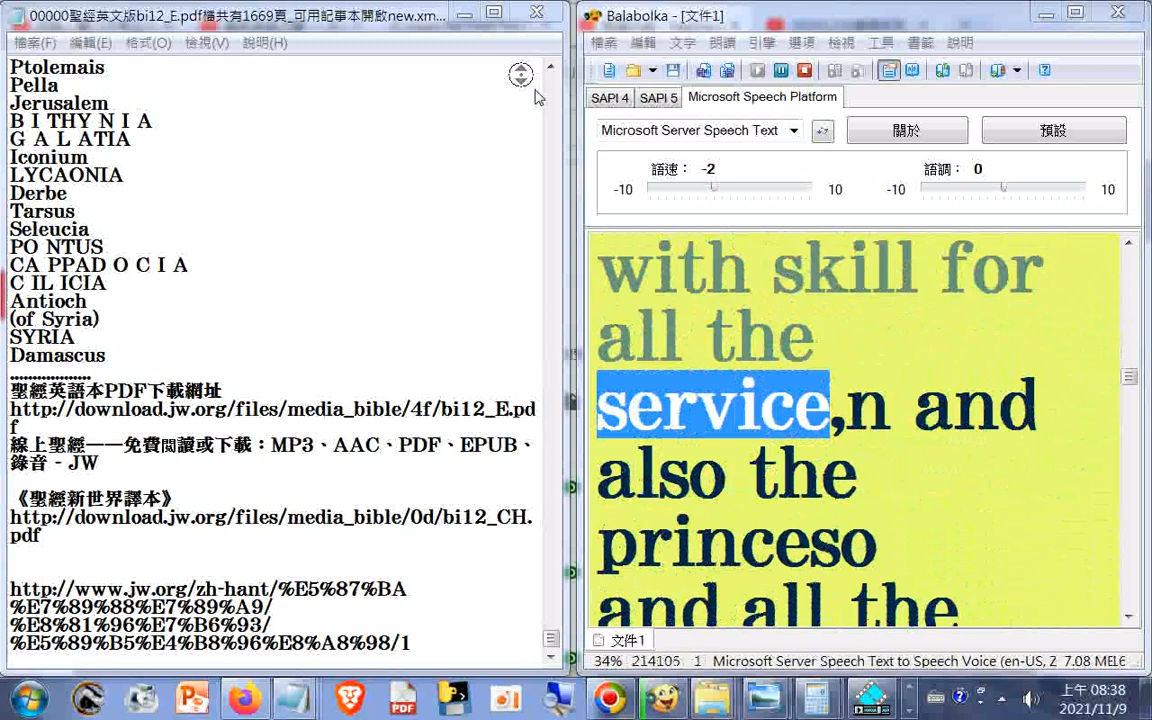 00000聖經英文版bi12_E.pdf檔共有1669頁_可用記事本開啟new.xm...
檔案(F) 編輯(E) 格式(O) 檢視(V) 說明(H)
Ptolemais
Pella
Jerusalem
B I THY N I A
G A L ATIA
Iconium
LYCAONIA
Derbe
Tarsus
Seleucia
PO NTUS
CA PPAD O C I A
C IL ICIA
Antioch
(of Syria)
SYRIA
Damascus
..................
聖經英語本PDF下載網址
http://download.jw.org/files/media_bible/4f/bi12_E.pd
f
線上聖經——免費閱讀或下載：MP3、AAC、PDF、EPUB、
錄音 - JW
《聖經新世界譯本》
http://download.jw.org/files/media_bible/0d/bi12_CH.
pdf
http://www.jw.org/zh-hant/%E5%87%BA
%E7%89%88%E7%89%A9/
%E8%81%96%E7%B6%93/
%E5%89%B5%E4%B8%96%E8%A8%98/1
Balabolka - [文件1]
檔案 編輯 文字 朗讀 引擎 選項 檢視 工具 書籤 說明
SAPI 4 SAPI 5 Microsoft Speech Platform
Microsoft Server Speech Text 關於 預設
語速： -2 語調： 0
-10 10 -10 10
with skill for
all the
service,n and
also the
princeso
and all the
文件1
34% 214105 1 Microsoft Server Speech Text to Speech Voice (en-US, Z 7.08 МЕL6
PDF
上午 08:38
2021/11/9